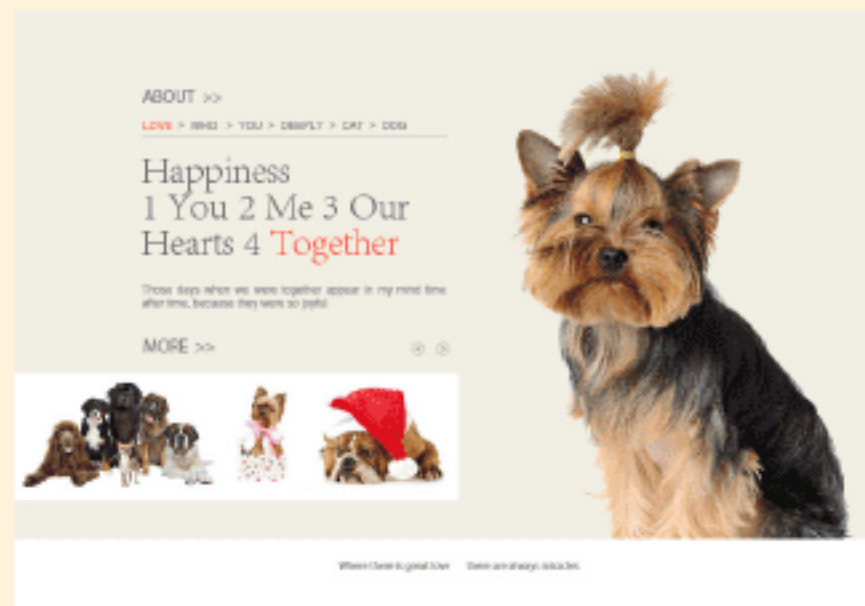 ABOUT >>
LOVE > WHO > YOU > DEEPLY > CAT > DOG
Happiness
1 You 2 Me 3 Our
Hearts 4 Together
Those days when we were together appear in my mind time
after time, because they were so joyful
MORE >>
Where there is great love there are always miracles